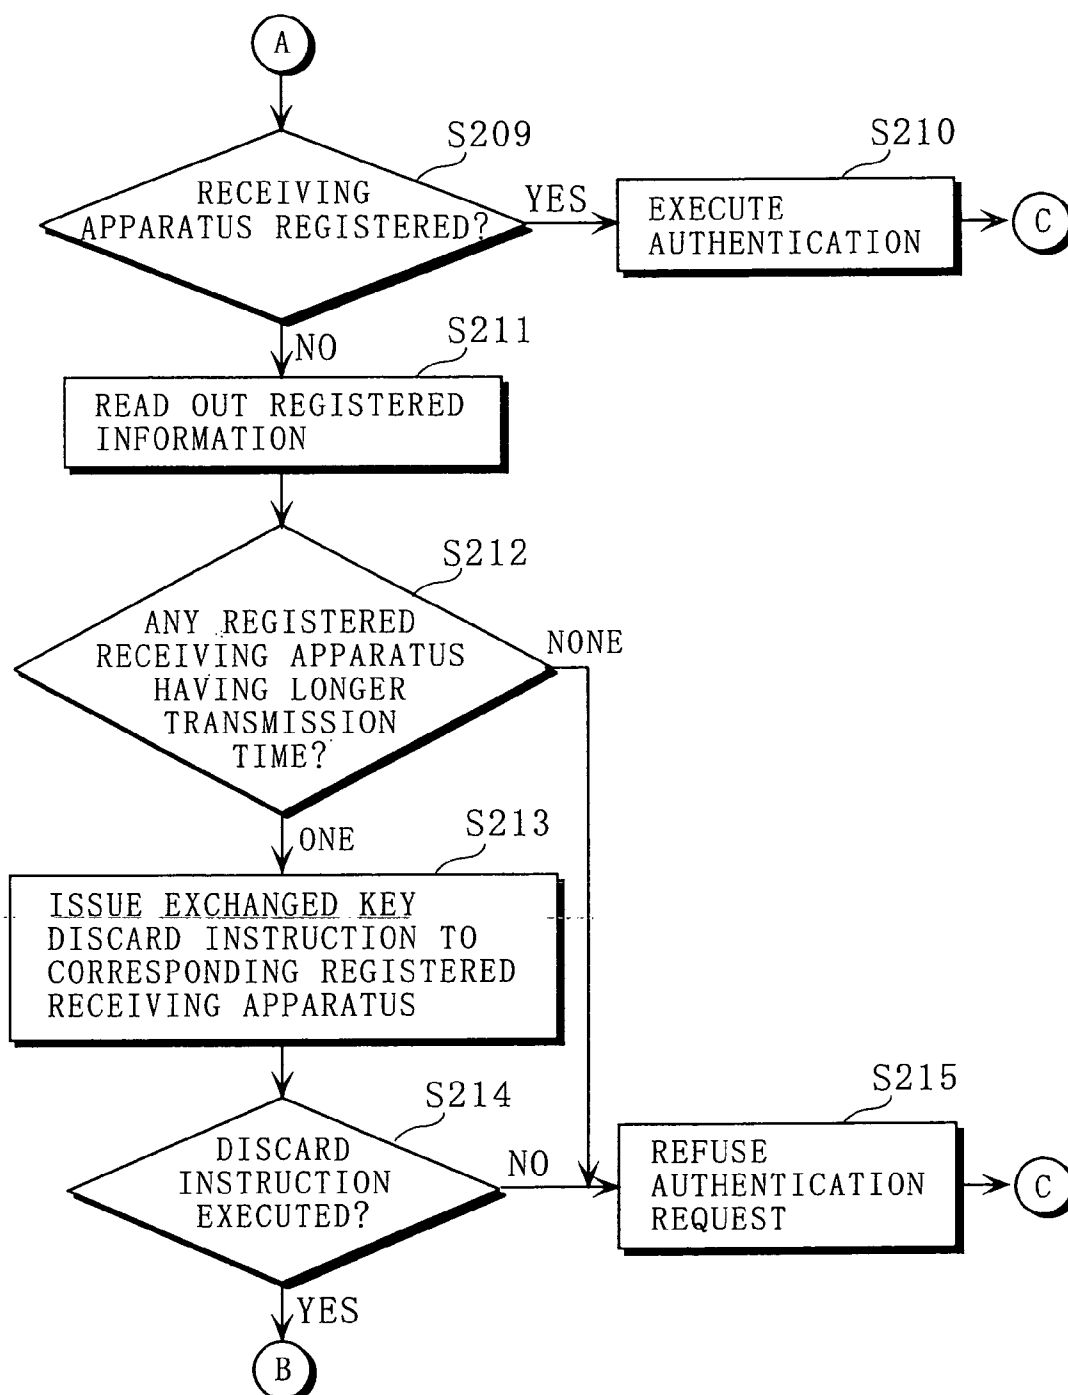 A
S209
RECEIVING
APPARATUS REGISTERED?
YES
S210
EXECUTE
AUTHENTICATION
C
NO
S211
READ OUT REGISTERED
INFORMATION
S212
ANY REGISTERED
RECEIVING APPARATUS
HAVING LONGER
TRANSMISSION
TIME?
NONE
ONE
S213
ISSUE EXCHANGED KEY
DISCARD INSTRUCTION TO
CORRESPONDING REGISTERED
RECEIVING APPARATUS
S214
DISCARD
INSTRUCTION
EXECUTED?
NO
S215
REFUSE
AUTHENTICATION
REQUEST
C
YES
B